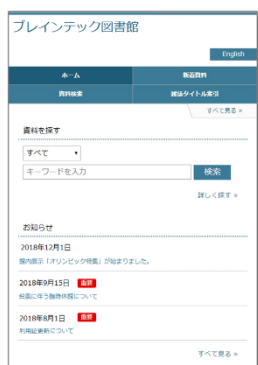 ブレインテック図書館
English
ホーム
新着資料
資料検索
雑誌タイトル索引
すべて見る »
資料を探す
すべて
キーワードを入力
検索
詳しく探す »
お知らせ
2018年12月1日
館内展示「オリンピック特集」が始まりました。
2018年9月15日 重要
台風に伴う臨時休館について
2018年8月1日 重要
利用証更新について
すべて見る »